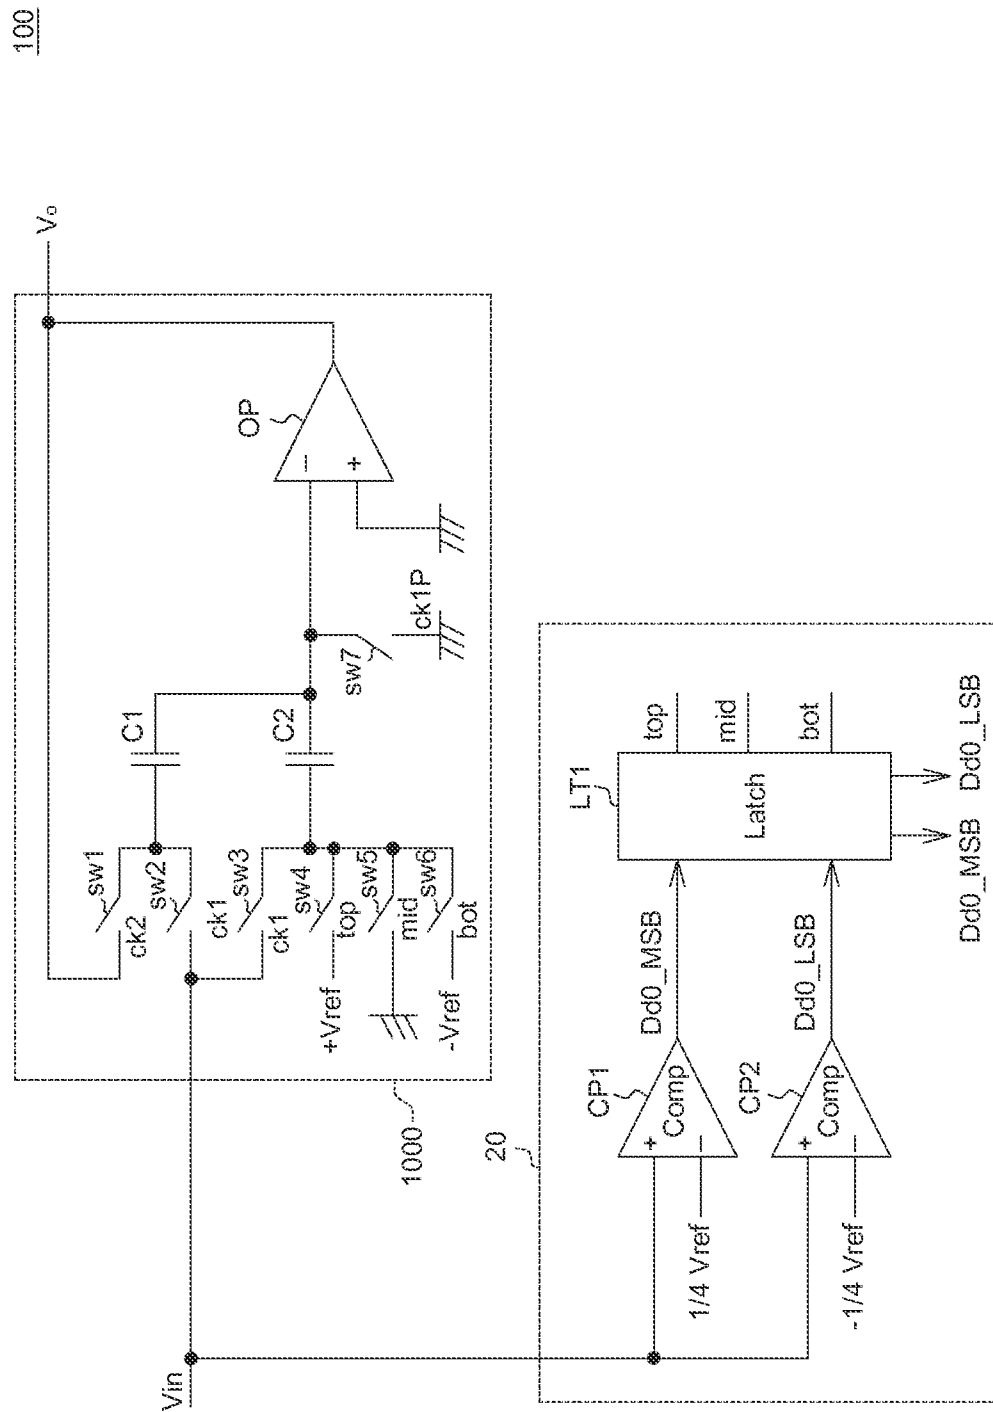 100
Vo
OP
C1
C2
sw7
ck1P
sw1
ck2
sw2
ck1
sw3
ck1
sw4
top
sw5
mid
sw6
bot
+Vref
-Vref
−
+
1000
Vin
20
CP1
Comp
+
−
1/4 Vref
Dd0_MSB
CP2
Comp
+
−
-1/4 Vref
Dd0_LSB
LT1
Latch
top
mid
bot
Dd0_MSB
Dd0_LSB